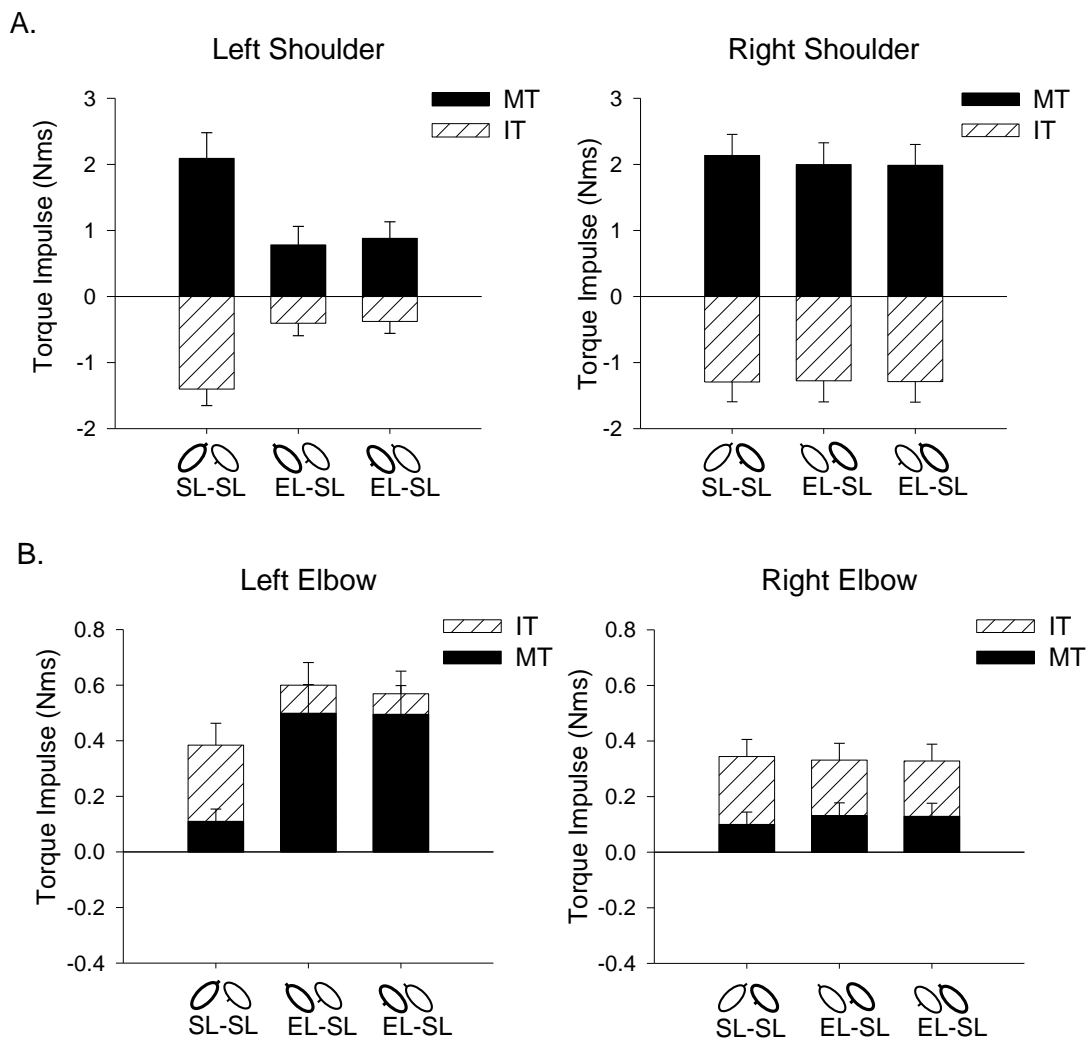 A.
Left Shoulder
Right Shoulder
MT
IT
MT
IT
Torque Impulse (Nms)
3
2
1
0
-1
-2
Torque Impulse (Nms)
3
2
1
0
-1
-2
SL-SL EL-SL EL-SL
SL-SL EL-SL EL-SL
B.
Left Elbow
Right Elbow
IT
MT
IT
MT
Torque Impulse (Nms)
0.8
0.6
0.4
0.2
0.0
-0.2
-0.4
Torque Impulse (Nms)
0.8
0.6
0.4
0.2
0.0
-0.2
-0.4
SL-SL EL-SL EL-SL
SL-SL EL-SL EL-SL